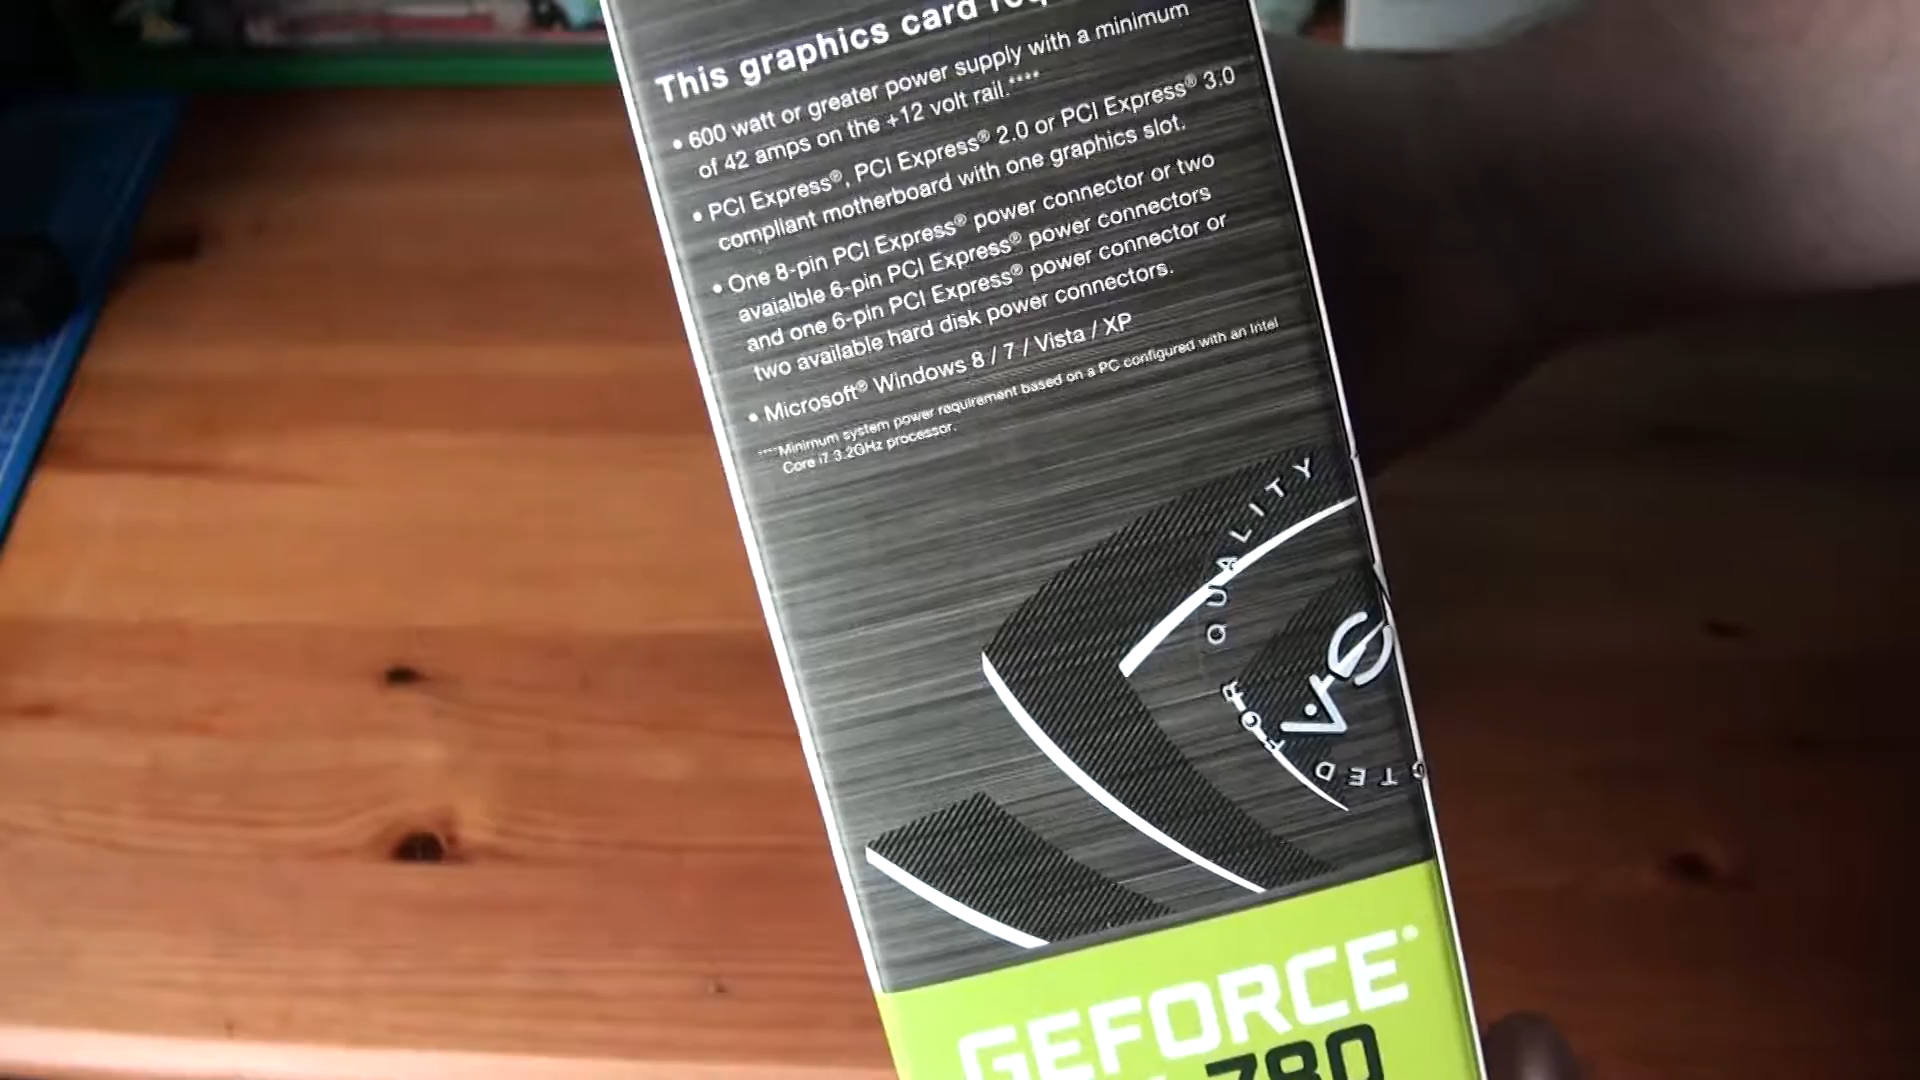 This graphics card
• 600 watt or greater power supply with a minimum
of 42 amps on the +12 volt rail.****
• PCI Express®, PCI Express® 2.0 or PCI Express® 3.0
compliant motherboard with one graphics slot.
• One 8-pin PCI Express® power connector or two
avaialble 6-pin PCI Express® power connectors
and one 6-pin PCI Express® power connector or
two available hard disk power connectors.
• Microsoft® Windows 8 / 7 / Vista / XP
****Minimum system power requirement based on a PC configured with an Intel
Core i7 3.2GHz processor.
QUALITY
FOR
GEFORCE
780